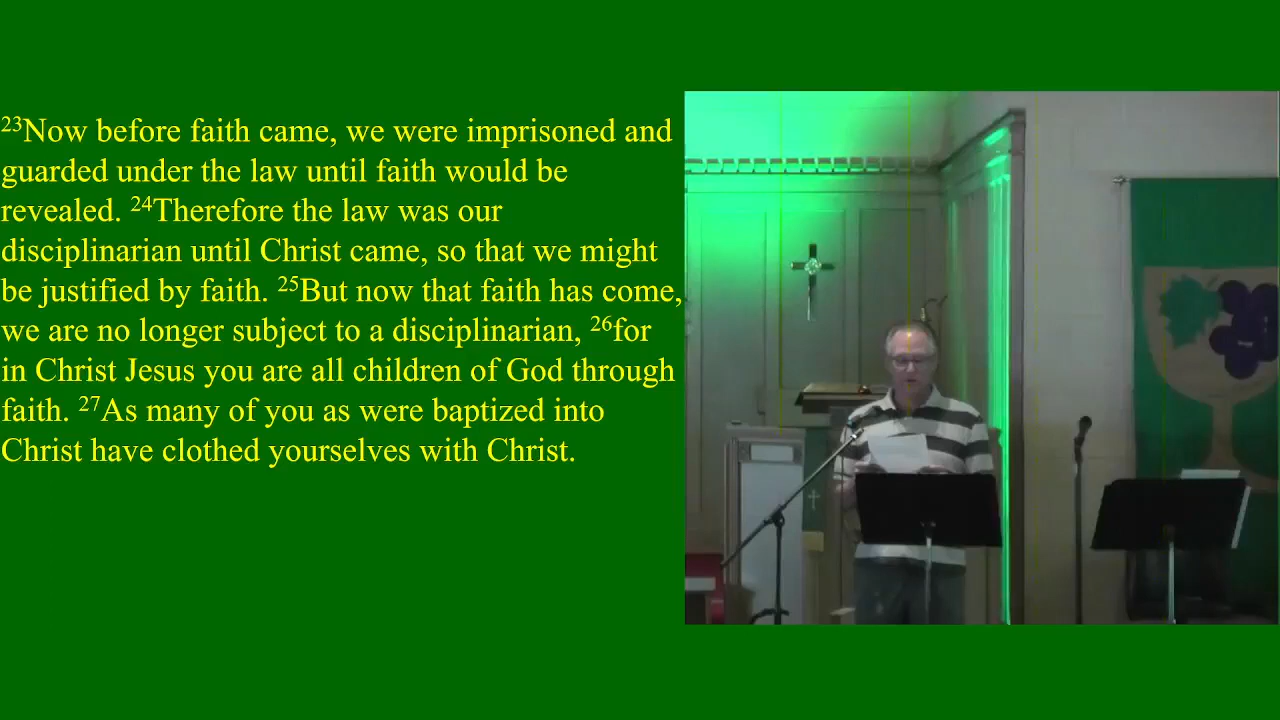 23Now before faith came, we were imprisoned and
guarded under the law until faith would be
revealed. 24Therefore the law was our
disciplinarian until Christ came, so that we might
be justified by faith. 25But now that faith has come,
we are no longer subject to a disciplinarian, 26for
in Christ Jesus you are all children of God through
faith. 27As many of you as were baptized into
Christ have clothed yourselves with Christ.